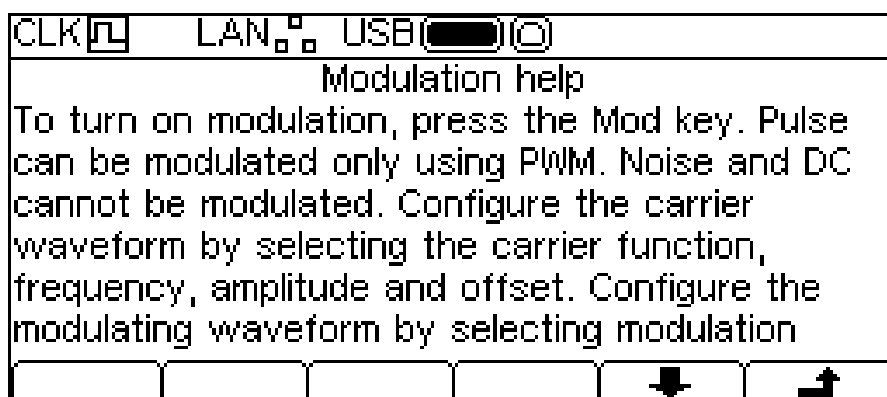 CLK LAN USB
Modulation help
To turn on modulation, press the Mod key. Pulse
can be modulated only using PWM. Noise and DC
cannot be modulated. Configure the carrier
waveform by selecting the carrier function,
frequency, amplitude and offset. Configure the
modulating waveform by selecting modulation